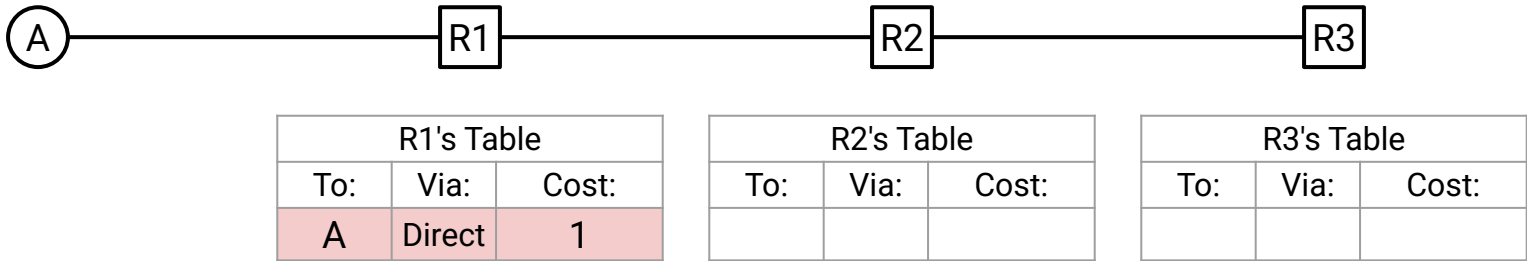 A R1 R2 R3
R1's Table R2's Table R3's Table
To: Via: Cost: To: Via: Cost: To: Via: Cost:
A Direct 1